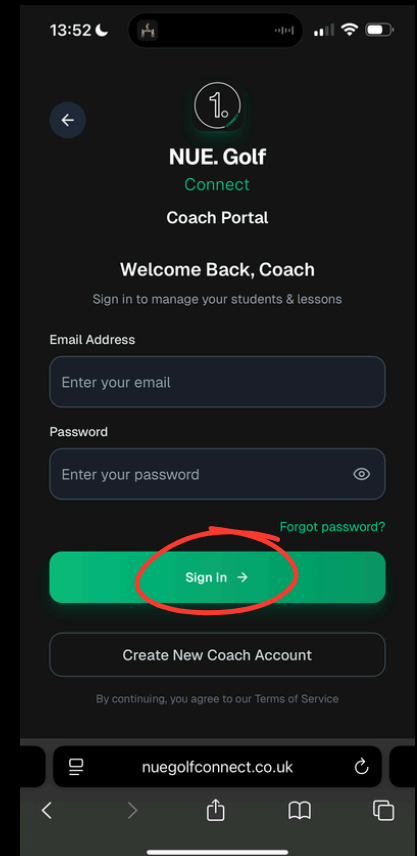 13:52
1.
NUE. Golf
Connect
Coach Portal
Welcome Back, Coach
Sign in to manage your students & lessons
Email Address
Enter your email
Password
Enter your password
Forgot password?
Sign In →
Create New Coach Account
By continuing, you agree to our Terms of Service
nuegolfconnect.co.uk